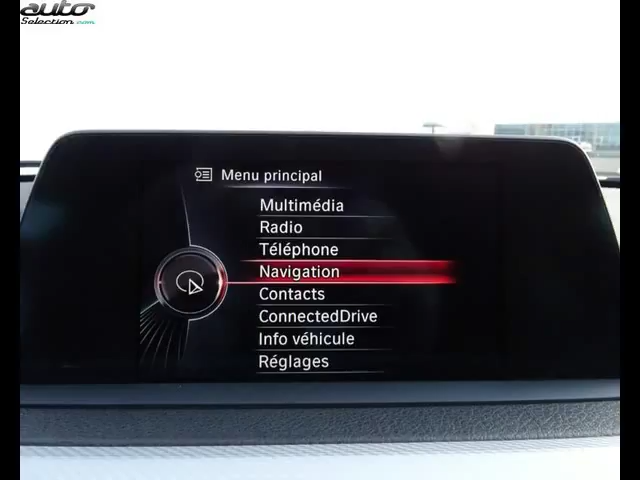 auto
Selection.com
Menu principal
Multimédia
Radio
Téléphone
Navigation
Contacts
ConnectedDrive
Info véhicule
Réglages